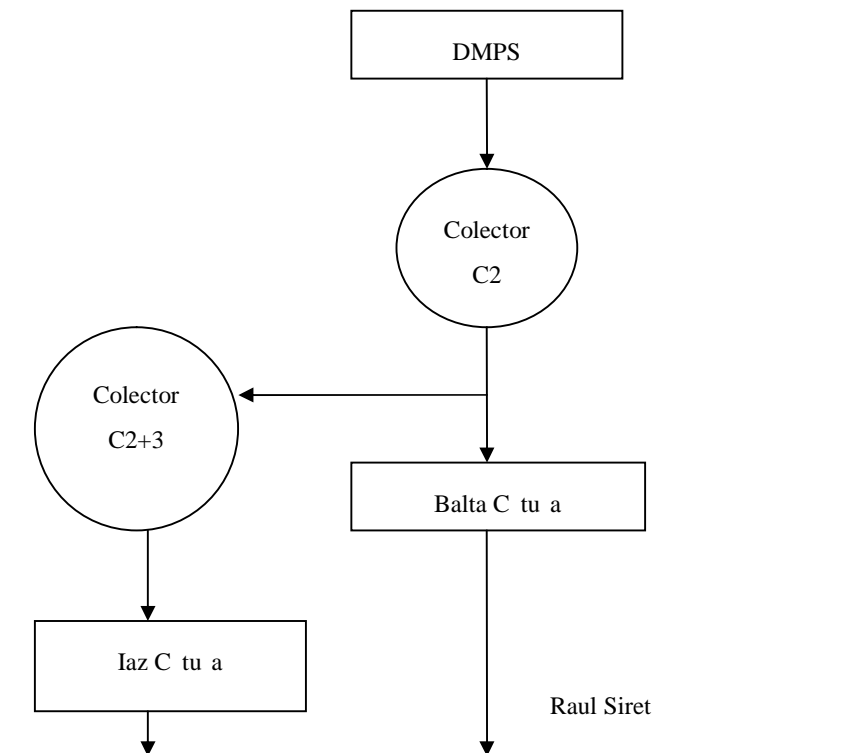 DMPS
Colector
C2
Colector
C2+3
Balta C tu a
Iaz C tu a
Raul Siret